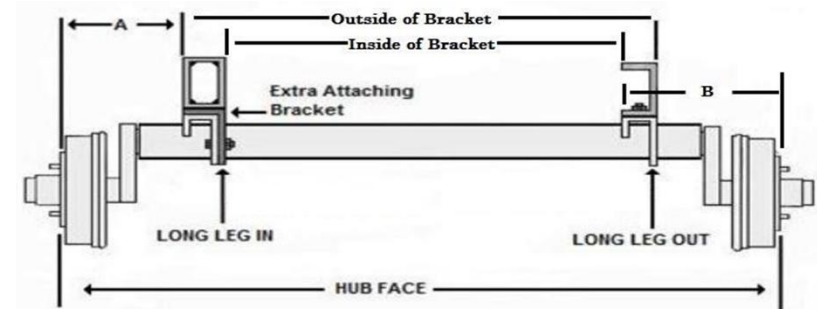 Outside of Bracket
A
Inside of Bracket
Extra Attaching
Bracket
B
LONG LEG IN
LONG LEG OUT
HUB FACE